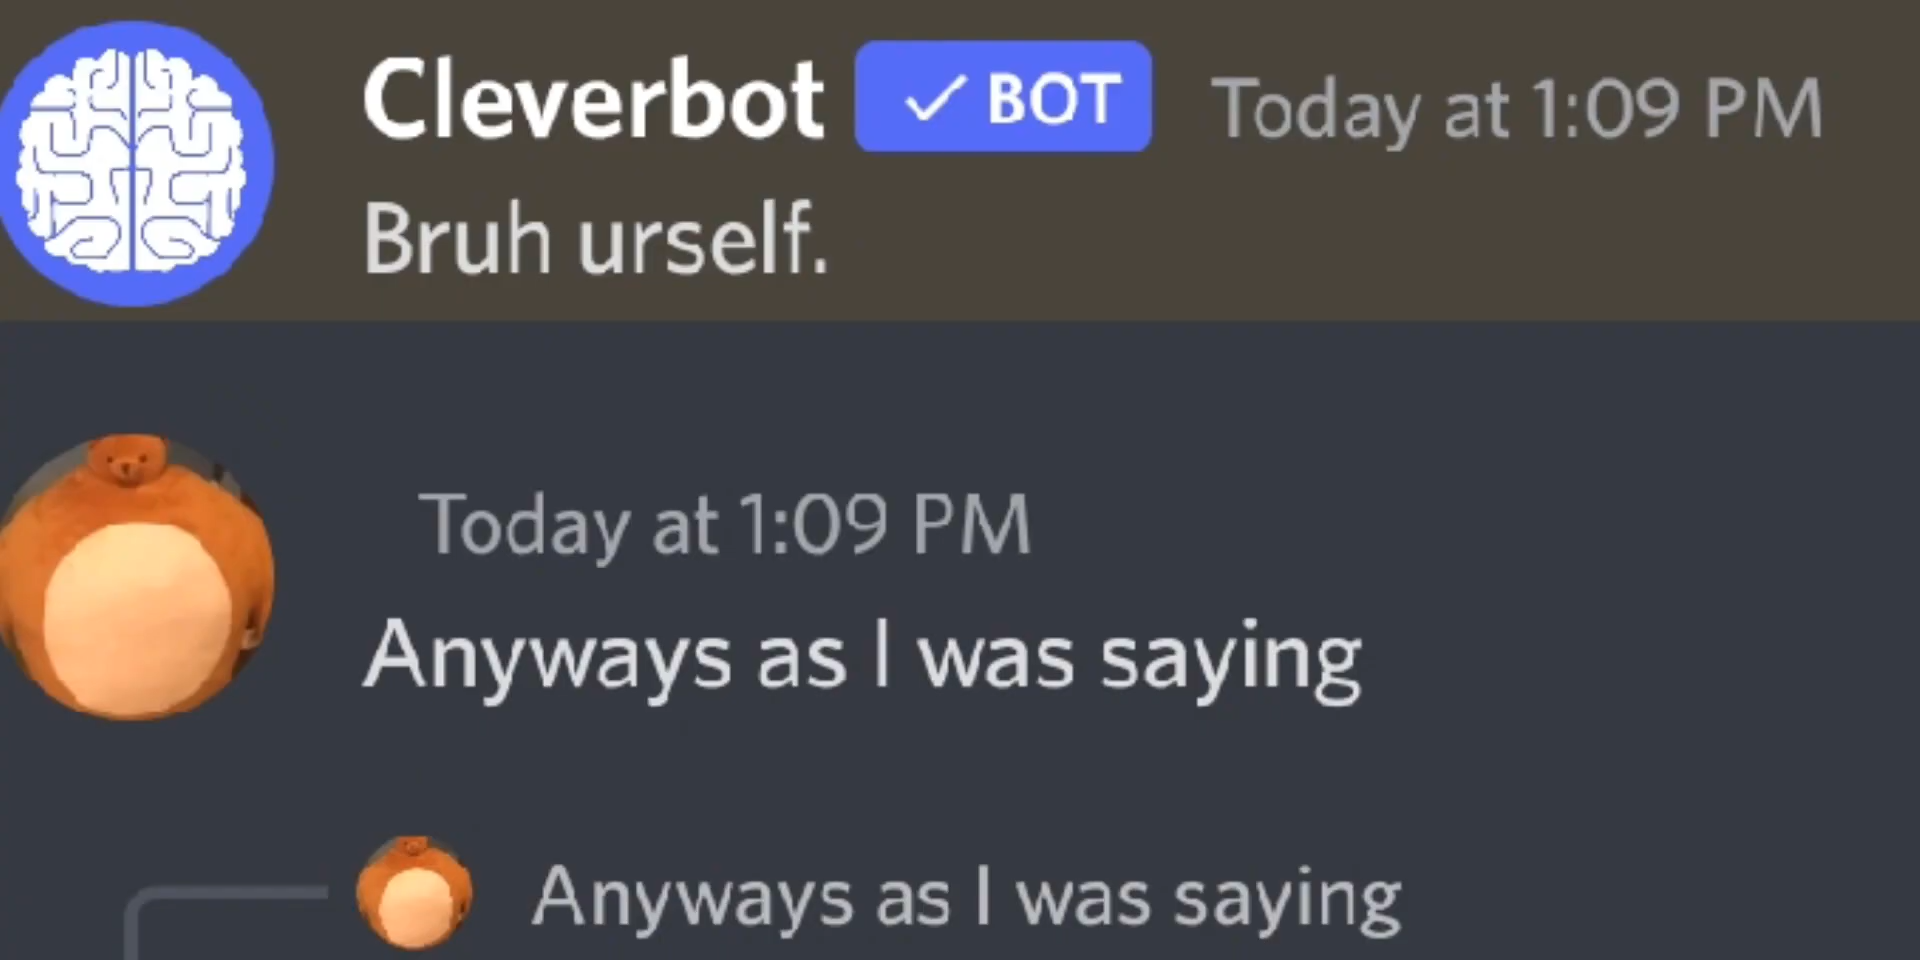 Cleverbot ✓ BOT Today at 1:09 PM
Bruh urself.
Today at 1:09 PM
Anyways as I was saying
Anyways as I was saying